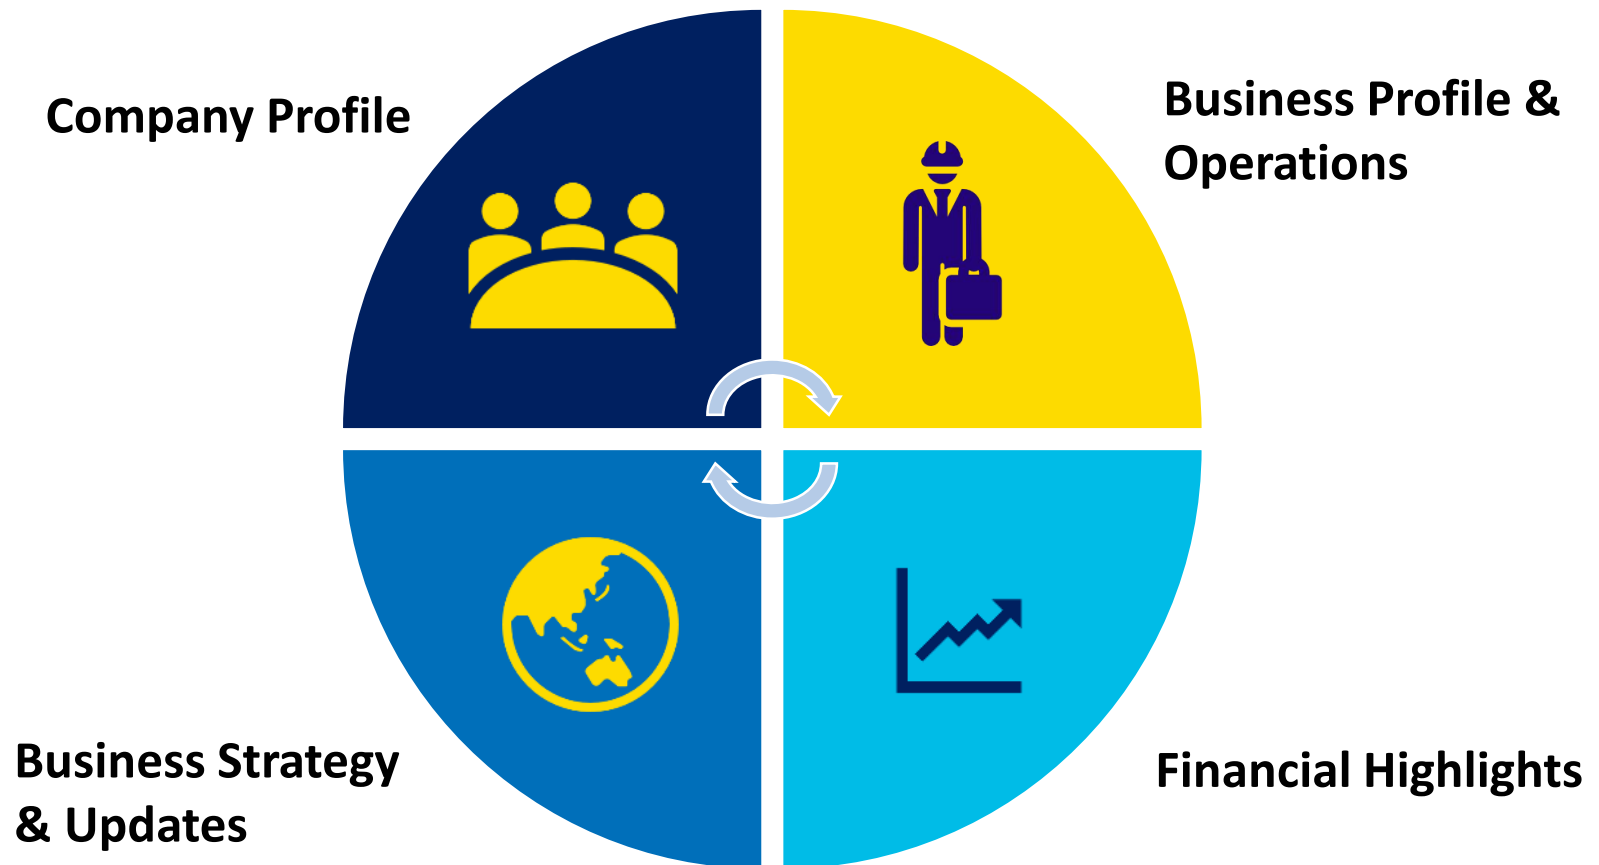 Company Profile
Business Profile &
Operations
Business Strategy
& Updates
Financial Highlights